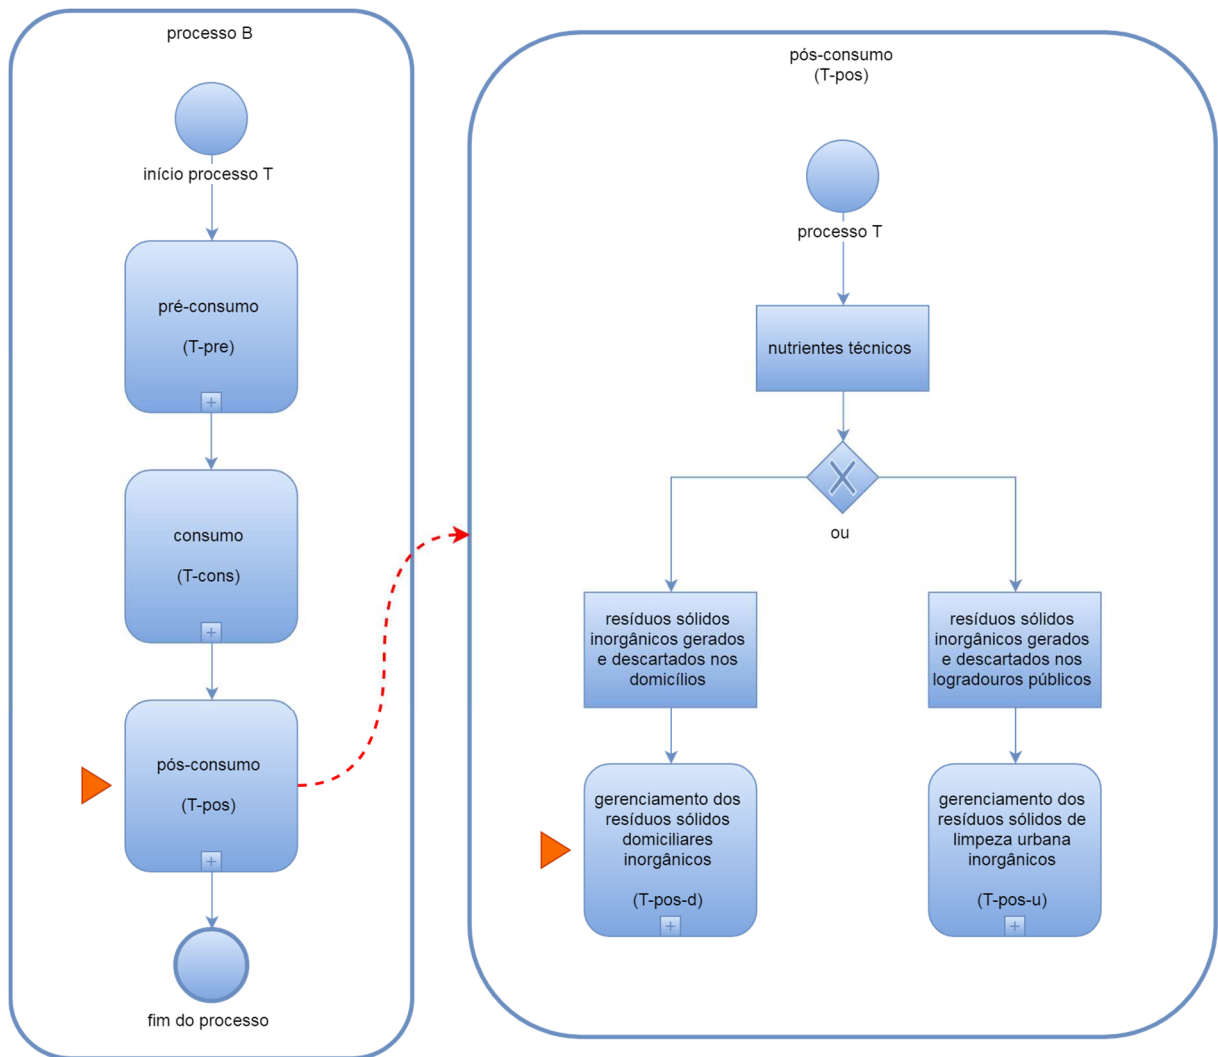 processo B
início processo T
pré-consumo
(T-pre)
+
consumo
(T-cons)
+
pós-consumo
(T-pos)
+
fim do processo
pós-consumo
(T-pos)
processo T
nutrientes técnicos
X
ou
resíduos sólidos
inorgânicos gerados
e descartados nos
domicílios
resíduos sólidos
inorgânicos gerados
e descartados nos
logradouros públicos
gerenciamento dos
resíduos sólidos
domiciliares
inorgânicos
(T-pos-d)
+
gerenciamento dos
resíduos sólidos de
limpeza urbana
inorgânicos
(T-pos-u)
+